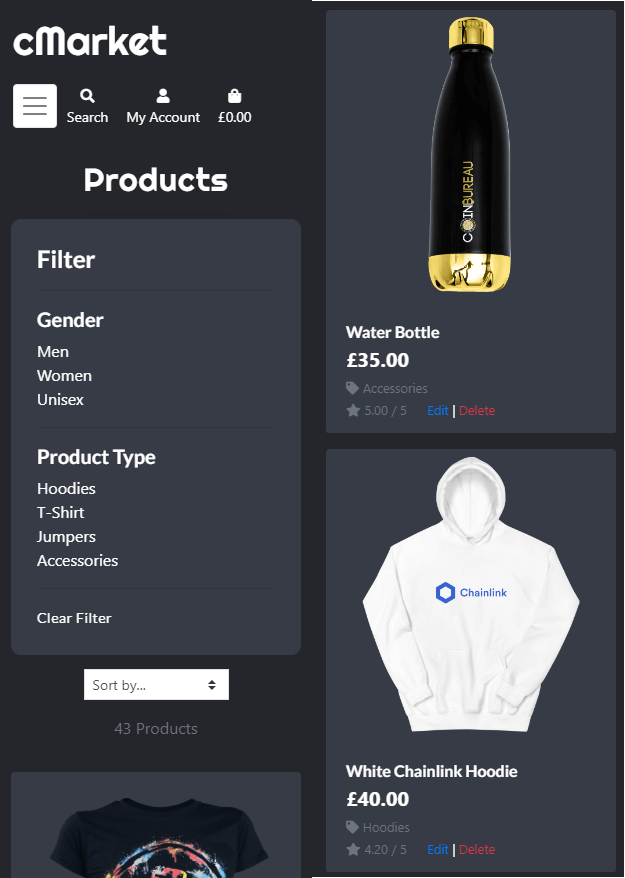 cMarket
Search
My Account
£0.00
Products
Filter
Gender
Men
Women
Unisex
Product Type
Hoodies
T-Shirt
Jumpers
Accessories
Clear Filter
Sort by...
43 Products
COINBUREAU
Water Bottle
£35.00
Accessories
5.00 / 5 Edit | Delete
Chainlink
White Chainlink Hoodie
£40.00
Hoodies
4.20 / 5 Edit | Delete